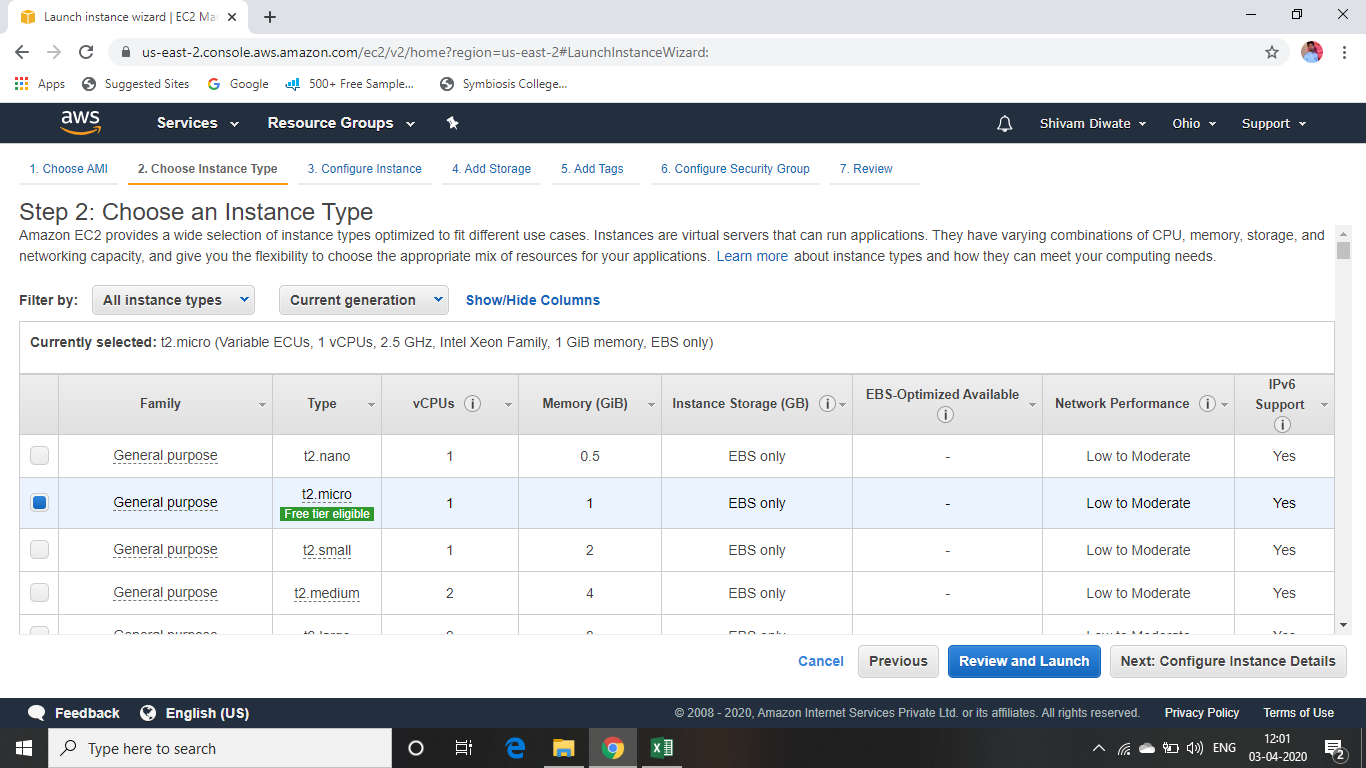 Launch instance wizard | EC2 Ma
us-east-2.console.aws.amazon.com/ec2/v2/home?region=us-east-2#LaunchInstanceWizard:
Apps Suggested Sites Google 500+ Free Sample... Symbiosis College...
aws Services Resource Groups Shivam Diwate Ohio Support
1. Choose AMI 2. Choose Instance Type 3. Configure Instance 4. Add Storage 5. Add Tags 6. Configure Security Group 7. Review
Step 2: Choose an Instance Type
Amazon EC2 provides a wide selection of instance types optimized to fit different use cases. Instances are virtual servers that can run applications. They have varying combinations of CPU, memory, storage, and
networking capacity, and give you the flexibility to choose the appropriate mix of resources for your applications. Learn more about instance types and how they can meet your computing needs.
Filter by: All instance types Current generation Show/Hide Columns
Currently selected: t2.micro (Variable ECUs, 1 vCPUs, 2.5 GHz, Intel Xeon Family, 1 GiB memory, EBS only)
Family Type vCPUs Memory (GiB) Instance Storage (GB) EBS-Optimized Available Network Performance IPv6
Support
General purpose t2.nano 1 0.5 EBS only - Low to Moderate Yes
General purpose t2.micro 1 1 EBS only - Low to Moderate Yes
Free tier eligible
General purpose t2.small 1 2 EBS only - Low to Moderate Yes
General purpose t2.medium 2 4 EBS only - Low to Moderate Yes
Cancel Previous Review and Launch Next: Configure Instance Details
Feedback English (US) © 2008 - 2020, Amazon Internet Services Private Ltd. or its affiliates. All rights reserved. Privacy Policy Terms of Use
Type here to search ENG 12:01
03-04-2020 2